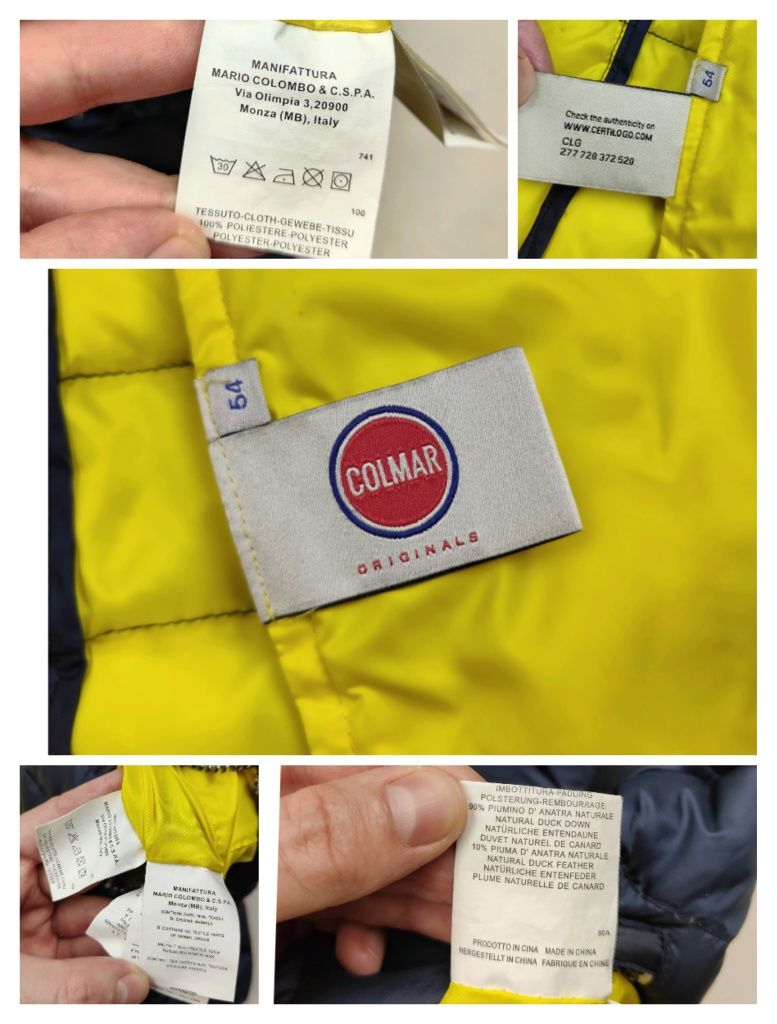 MANIFATTURA
MARIO COLOMBO & C.S.P.A.
Via Olimpia 3,20900
Monza (MB), Italy
741
30
100
TESSUTO-CLOTH-GEWEBE-TISSU
100% POLIESTERE-POLYESTER
POLYESTER-POLYESTER
54
Check the authenticity on
WWW.CERTILOGO.COM
CLG
277 728 372 520
54
COLMAR
ORIGINALS
MANIFATTURA
MARIO COLOMBO & C.S.P.A.
Monza (MB), Italy
IMBOTTITURA-PADDING
POLSTERUNG-REMBOURRAGE
90% PIUMINO D' ANATRA NATURALE
NATURAL DUCK DOWN
NATÜRLICHE ENTENDAUNE
DUVET NATUREL DE CANARD
10% PIUMA D' ANATRA NATURALE
NATURAL DUCK FEATHER
NATÜRLICHE ENTENFEDER
PLUME NATURELLE DE CANARD
PRODOTTO IN CINA MADE IN CHINA
HERGESTELLT IN CHINA FABRIQUE EN CHINE